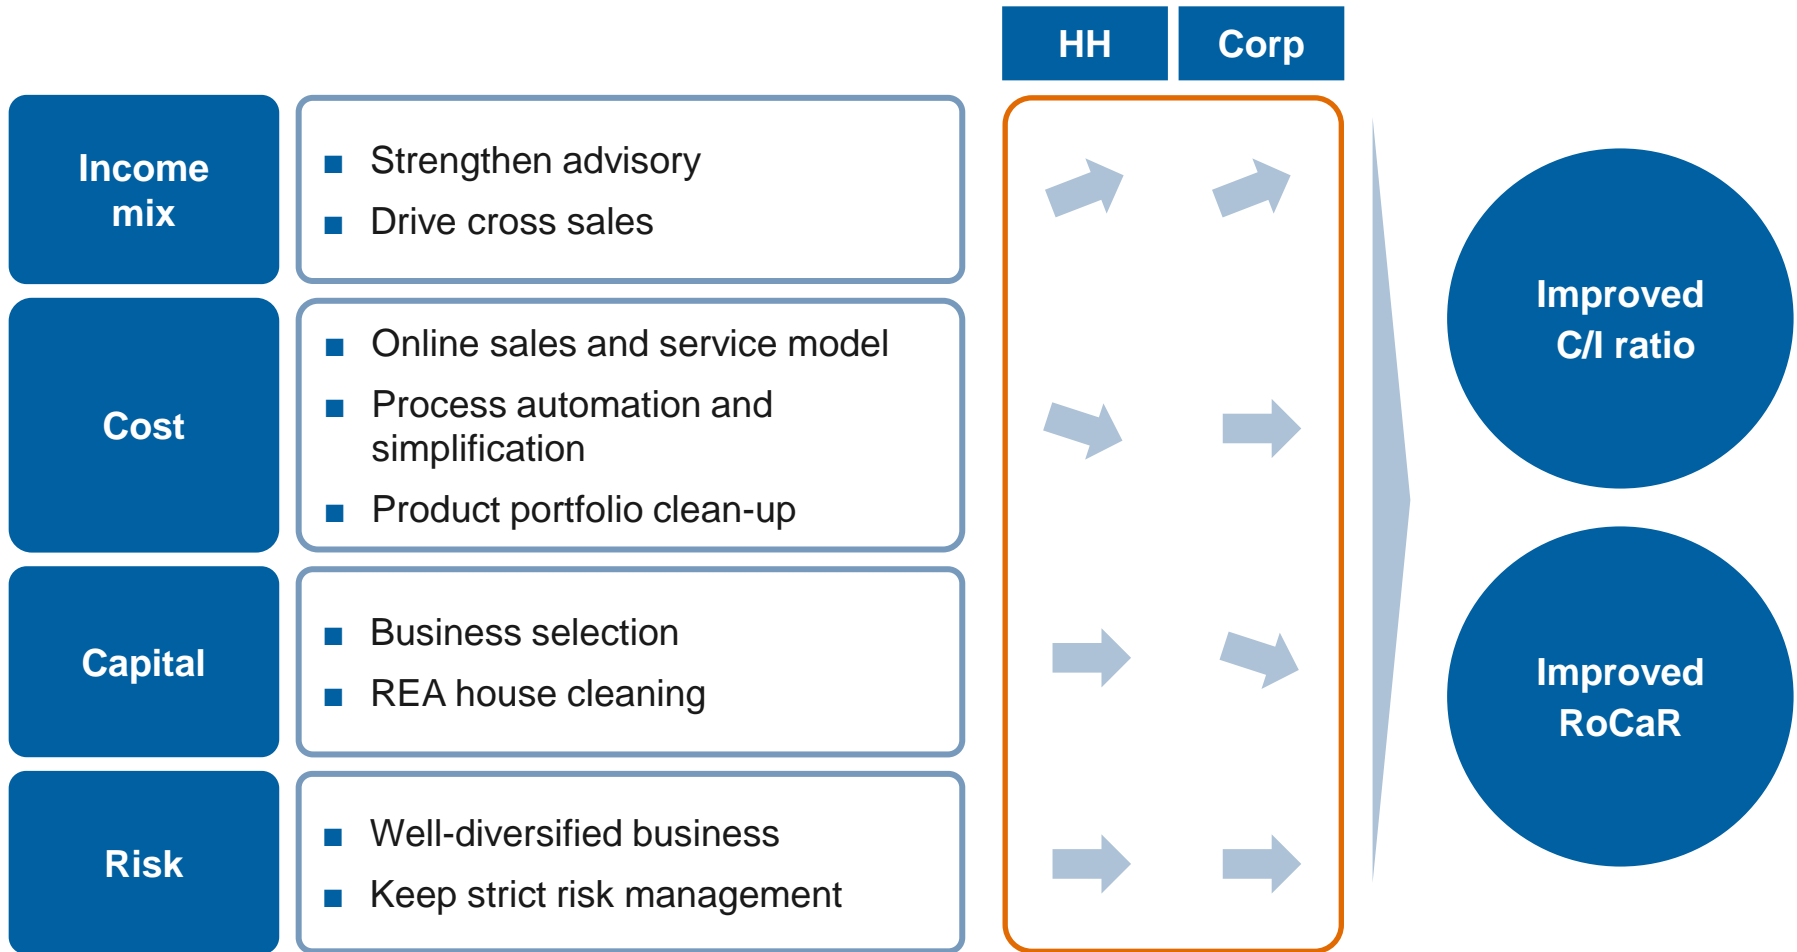 HH
Corp
Income
mix
Strengthen advisory
Drive cross sales
Cost
Online sales and service model
Process automation and
simplification
Product portfolio clean-up
Capital
Business selection
REA house cleaning
Risk
Well-diversified business
Keep strict risk management
Improved
C/I ratio
Improved
RoCaR